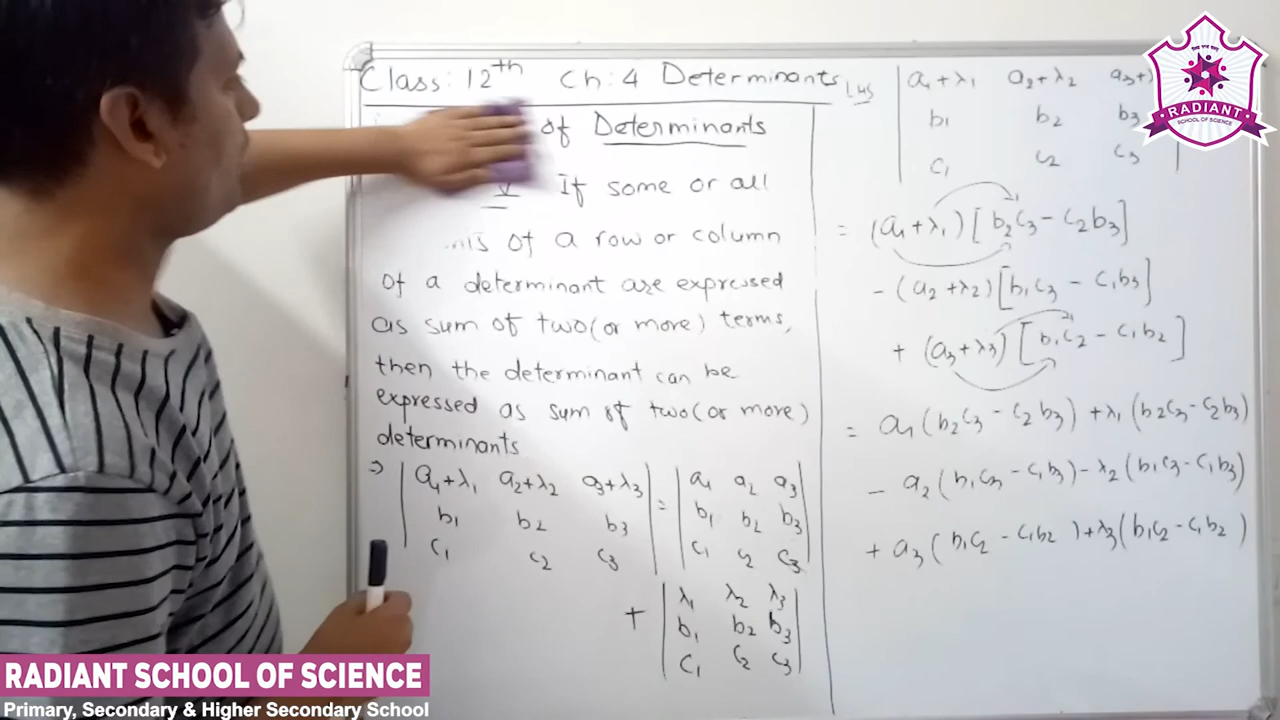 Class: 12th Ch: 4 Determinants
of Determinants
V If some or all
nts of a row or column
of a determinant are expressed
as sum of two (or more) terms,
then the determinant can be
expressed as sum of two (or more)
determinants
⇒ | a₁+λ₁ a₂+λ₂ a₃+λ₃ | = | a₁ a₂ a₃ |
b₁ b₂ b₃ b₁ b₂ b₃
c₁ c₂ c₃ c₁ c₂ c₃
+ | λ₁ λ₂ λ₃ |
b₁ b₂ b₃
c₁ c₂ c₃
LHS | a₁+λ₁ a₂+λ₂ a₃+
b₁ b₂ b₃
c₁ c₂ c₃ |
= (a₁+λ₁) [b₂c₃ - c₂b₃]
- (a₂+λ₂) [b₁c₃ - c₁b₃]
+ (a₃+λ₃) [b₁c₂ - c₁b₂]
= a₁(b₂c₃ - c₂b₃) + λ₁(b₂c₃ - c₂b₃)
- a₂(b₁c₃ - c₁b₃) - λ₂(b₁c₃ - c₁b₃)
+ a₃(b₁c₂ - c₁b₂) + λ₃(b₁c₂ - c₁b₂)
RADIANT
SCHOOL OF SCIENCE
RADIANT SCHOOL OF SCIENCE
Primary, Secondary & Higher Secondary School